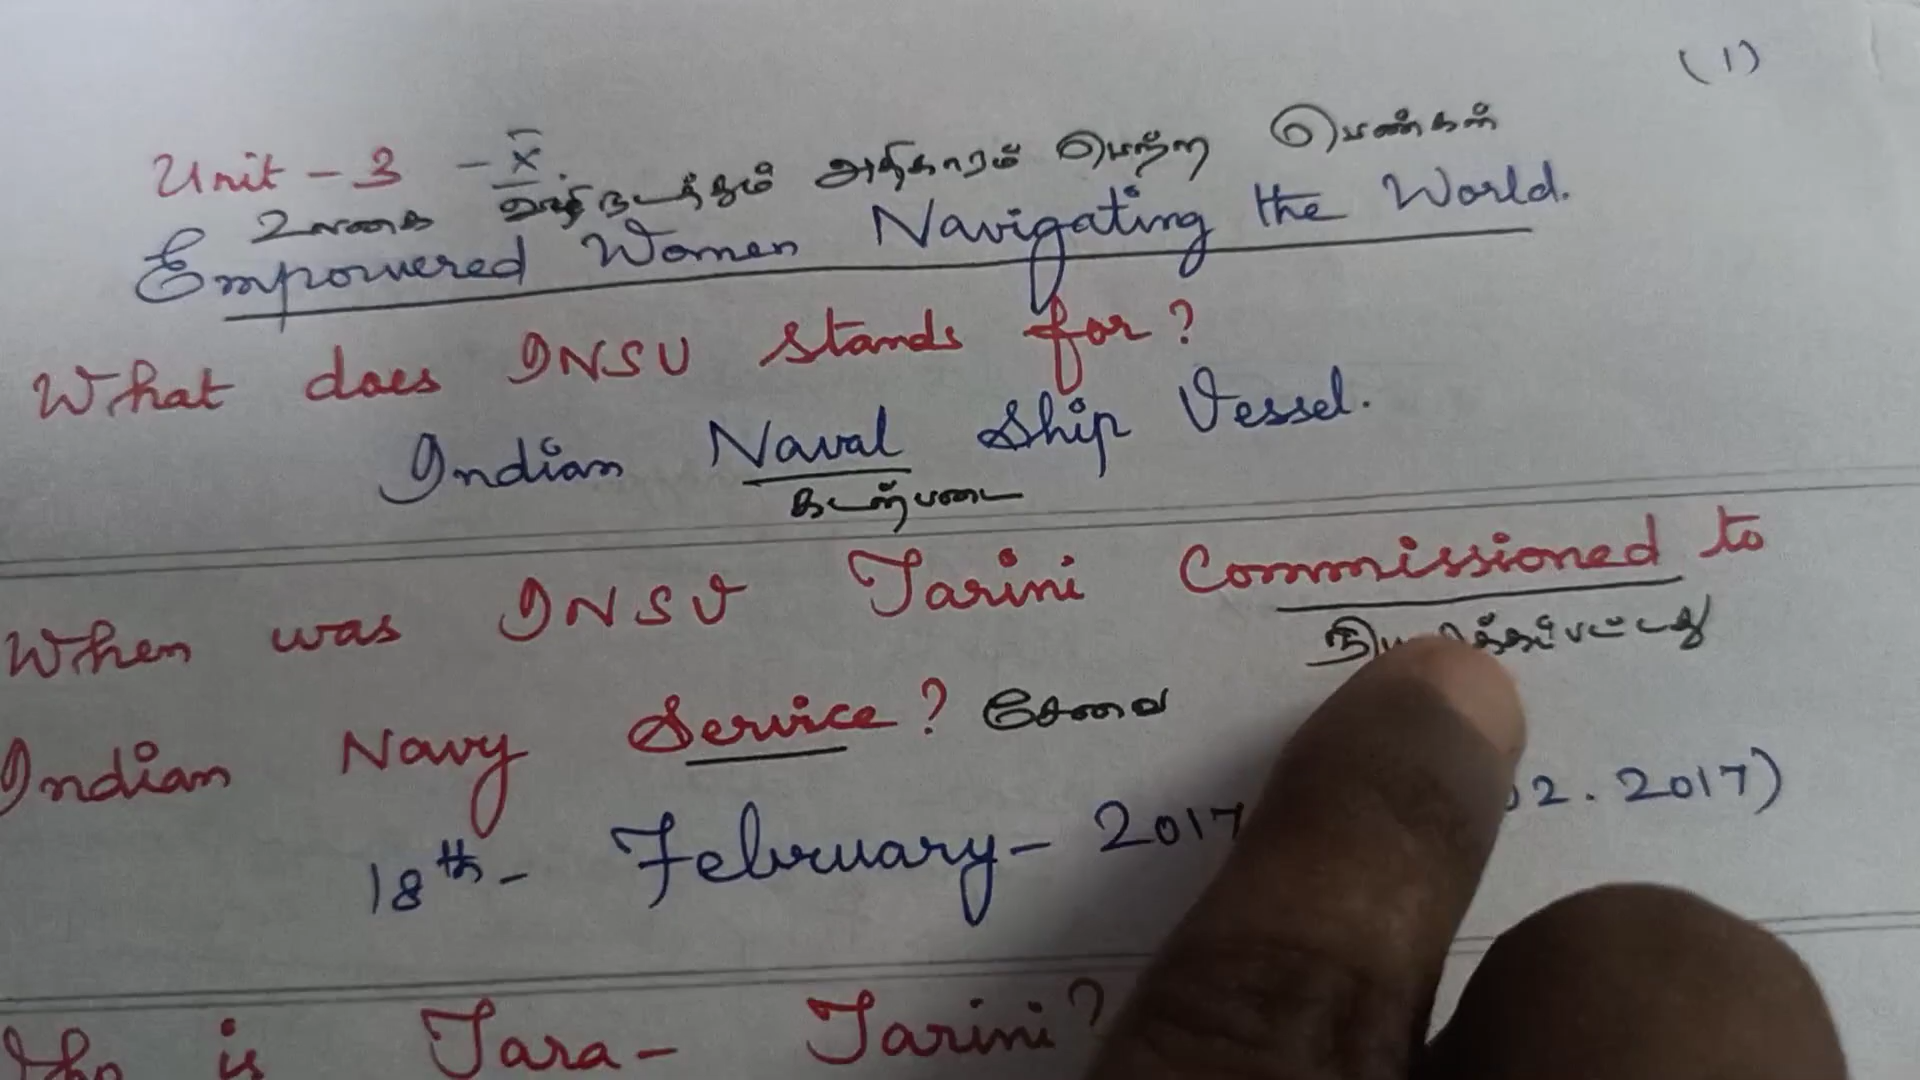 (1)
Unit - 3 - X
உலகை வழிநடத்தும் அதிகாரம் பெற்ற பெண்கள்
Empowered Women Navigating the World.
What does INSV stands for?
Indian Naval Ship Vessel.
கடற்படை
When was INSV Tarini Commissioned to
Indian Navy Service? சேவை
18th - February - 2017 02.2017)
is Tara - Tarini?